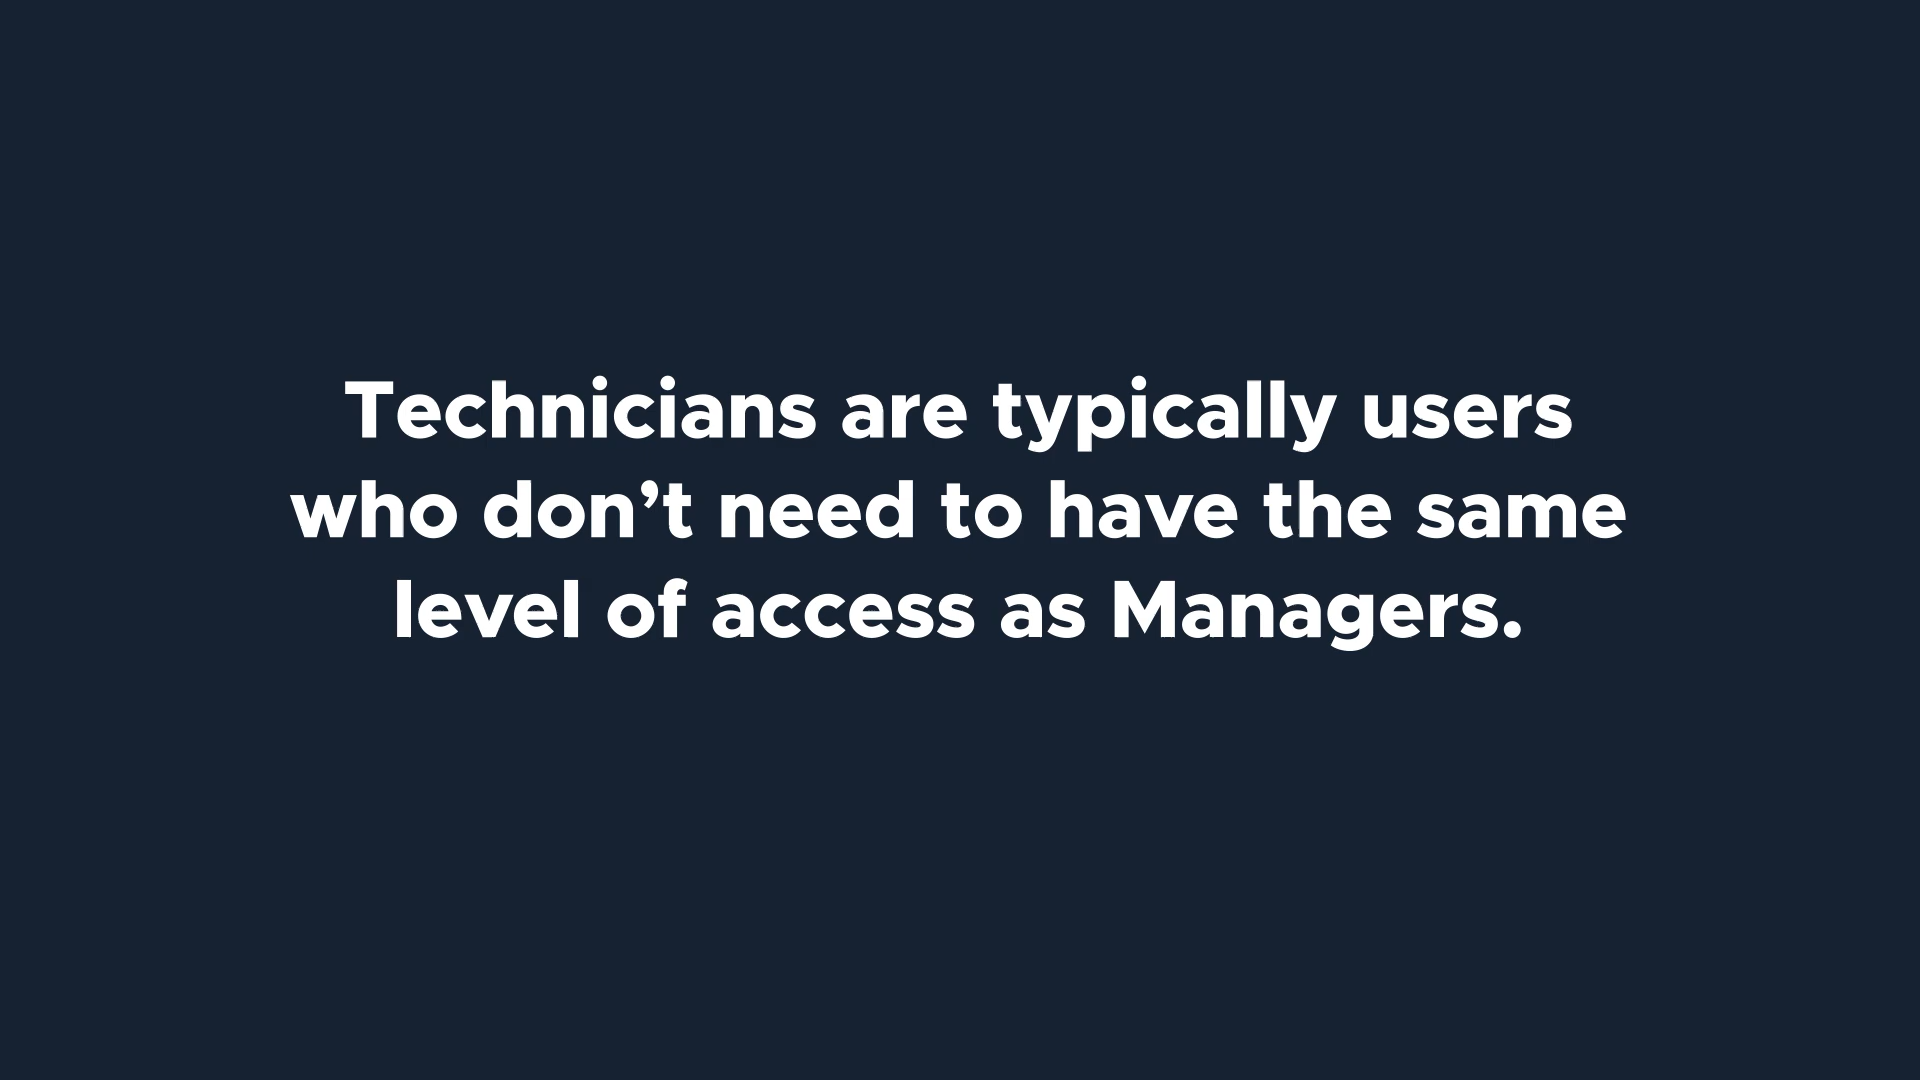 Technicians are typically users
who don’t need to have the same
level of access as Managers.